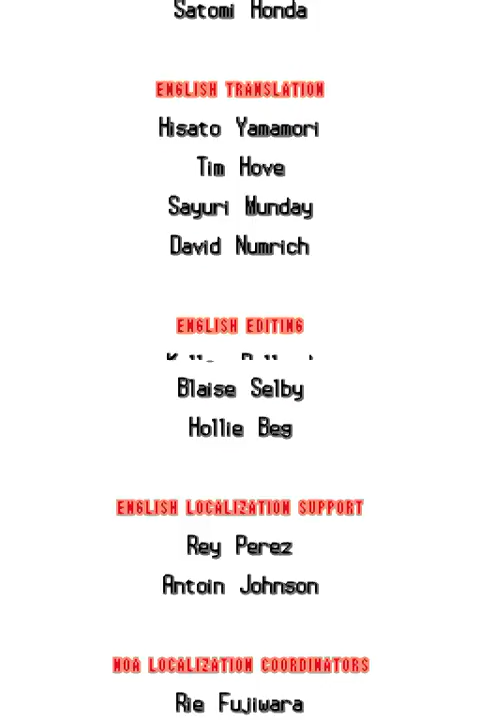 Satomi Honda
ENGLISH TRANSLATION
Hisato Yamamori
Tim Hove
Sayuri Munday
David Numrich
ENGLISH EDITING
Blaise Selby
Hollie Beg
ENGLISH LOCALIZATION SUPPORT
Rey Perez
Antoin Johnson
NOA LOCALIZATION COORDINATORS
Rie Fujiwara